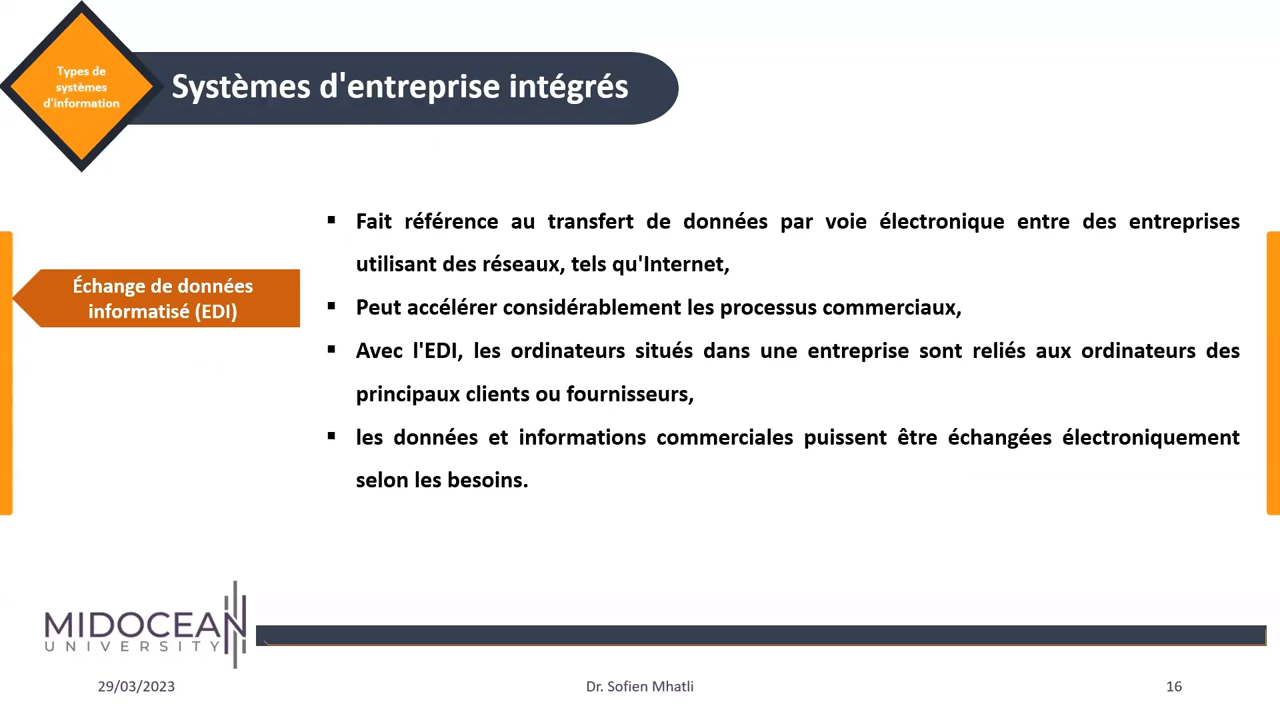 Types de
systèmes
d'information
Systèmes d'entreprise intégrés
Échange de données
informatisé (EDI)
▪ Fait référence au transfert de données par voie électronique entre des entreprises
utilisant des réseaux, tels qu'Internet,
▪ Peut accélérer considérablement les processus commerciaux,
▪ Avec l'EDI, les ordinateurs situés dans une entreprise sont reliés aux ordinateurs des
principaux clients ou fournisseurs,
▪ les données et informations commerciales puissent être échangées électroniquement
selon les besoins.
MIDOCEAN
UNIVERSITY
29/03/2023
Dr. Sofien Mhatli
16